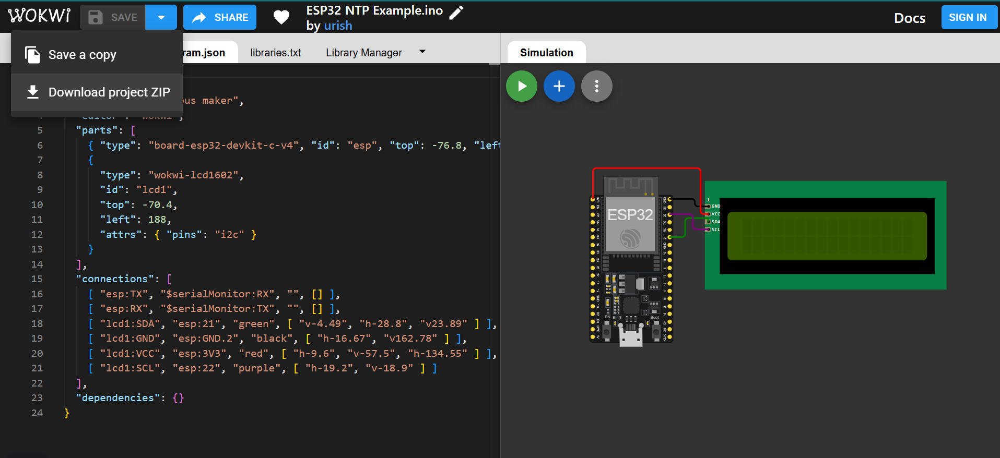 WOKWi
SAVE
SHARE
ESP32 NTP Example.ino
by urish
Docs
SIGN IN
Save a copy
Download project ZIP
ram.json
libraries.txt
Library Manager
Simulation
ous maker",
5 "parts": [
6 { "type": "board-esp32-devkit-c-v4", "id": "esp", "top": -76.8, "left
7 {
8 "type": "wokwi-lcd1602",
9 "id": "lcd1",
10 "top": -70.4,
11 "left": 188,
12 "attrs": { "pins": "i2c" }
13 }
14 ],
15 "connections": [
16 [ "esp:TX", "$serialMonitor:RX", "", [] ],
17 [ "esp:RX", "$serialMonitor:TX", "", [] ],
18 [ "lcd1:SDA", "esp:21", "green", [ "v-4.49", "h-28.8", "v23.89" ] ],
19 [ "lcd1:GND", "esp:GND.2", "black", [ "h-16.67", "v162.78" ] ],
20 [ "lcd1:VCC", "esp:3V3", "red", [ "h-9.6", "v-57.5", "h-134.55" ] ],
21 [ "lcd1:SCL", "esp:22", "purple", [ "h-19.2", "v-18.9" ] ]
22 ],
23 "dependencies": {}
24 }
ESP32
EN
Boot
1
GND
VCC
SDA
SCL